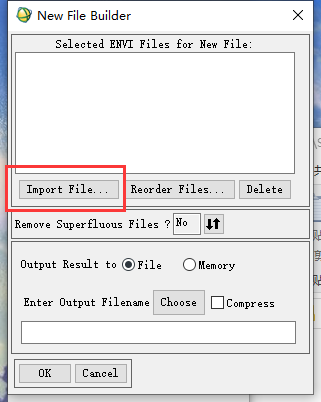 New File Builder
Selected ENVI Files for New File:
Import File... Reorder Files... Delete
Remove Superfluous Files ? No
Output Result to File Memory
Enter Output Filename Choose Compress
OK Cancel